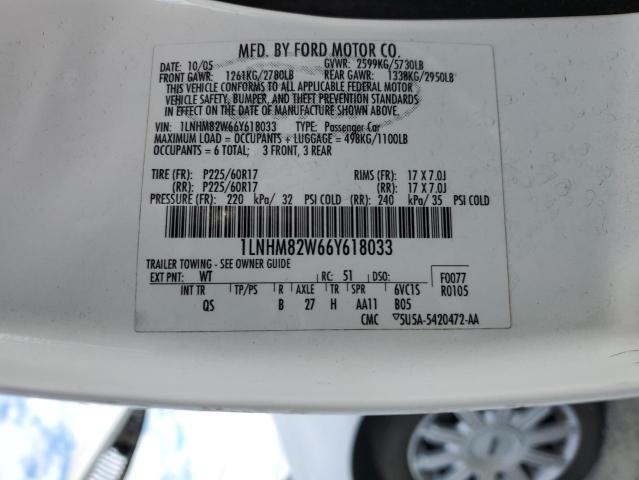 MFD. BY FORD MOTOR CO.
DATE: 10/05 GVWR: 2599KG/5730LB
FRONT GAWR: 1261KG/2780LB REAR GAWR: 1338KG/2950LB
THIS VEHICLE CONFORMS TO ALL APPLICABLE FEDERAL MOTOR
VEHICLE SAFETY, BUMPER, AND THEFT PREVENTION STANDARDS
IN EFFECT ON THE DATE OF MANUFACTURE SHOWN ABOVE.
VIN: 1LNHM82W66Y618033 TYPE: Passenger Car
MAXIMUM LOAD = OCCUPANTS + LUGGAGE = 498KG/1100LB
OCCUPANTS = 6 TOTAL; 3 FRONT, 3 REAR
TIRE (FR): P225/60R17 RIMS (FR): 17 X 7.0J
(RR): P225/60R17 (RR): 17 X 7.0J
PRESSURE (FR): 220 kPa/ 32 PSI COLD (RR): 240 kPa/ 35 PSI COLD
1LNHM82W66Y618033
TRAILER TOWING - SEE OWNER GUIDE
EXT PNT: WT RC: 51 DSO: F0077
INT TR TP/PS R AXLE TR SPR 6VC1S R0105
QS B 27 H AA11 B05
CMC ▽5U5A-5420472-AA